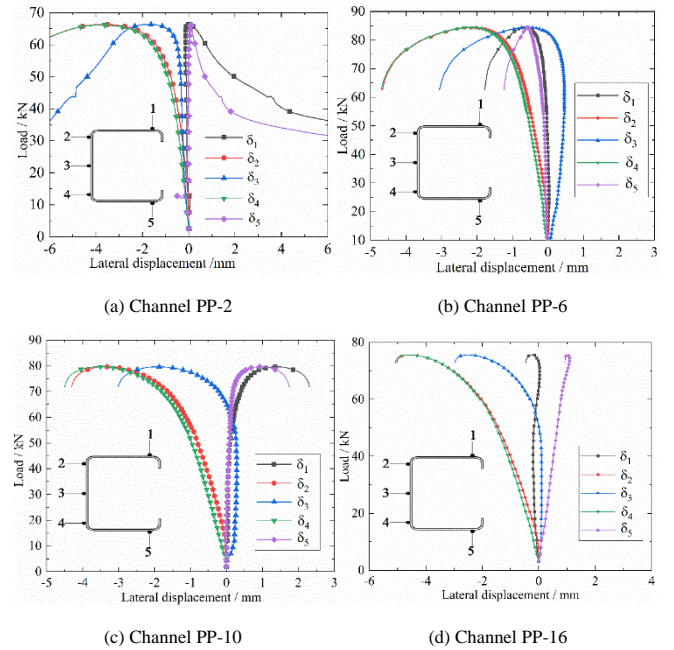 70
60
50
40
30
20
10
0
Load / kN
1
2
3
4
5
δ1
δ2
δ3
δ4
δ5
6 -4 -2 0 2 4 6
Lateral displacement /mm
(a) Channel PP-2
90
80
70
60
50
40
30
20
10
Load / kN
1
2
3
4
5
δ1
δ2
δ3
δ4
δ5
-5 -4 -3 -2 -1 0 1 2 3
Lateral displacement / mm
(b) Channel PP-6
90
80
70
60
50
40
30
20
10
0
Load / kN
1
2
3
4
5
δ1
δ2
δ3
δ4
δ5
-5 -4 -3 -2 -1 0 1 2 3
Lateral displacement / mm
(c) Channel PP-10
80
60
40
20
0
Load / kN
1
2
3
4
5
δ1
δ2
δ3
δ4
δ5
-6 -4 -2 0 2 4
Lateral displacement / mm
(d) Channel PP-16